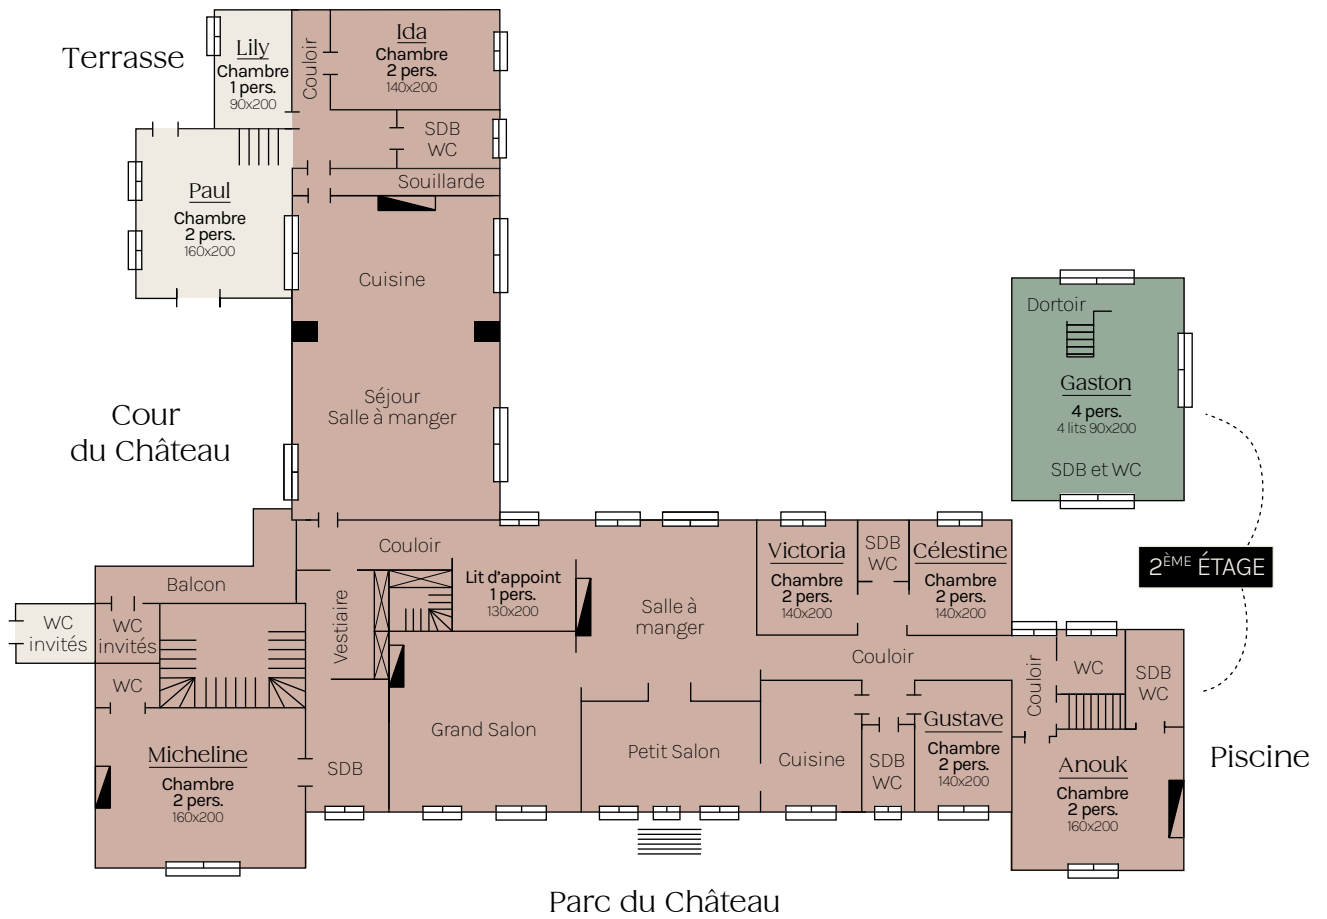 Terrasse
Lily
Chambre
1 pers.
90x200
Couloir
Ida
Chambre
2 pers.
140x200
SDB
WC
Souillarde
Paul
Chambre
2 pers.
160x200
Cuisine
Séjour
Salle à manger
Cour
du Château
Dortoir
Gaston
4 pers.
4 lits 90x200
SDB et WC
2ÈME ÉTAGE
Couloir
Balcon
WC
invités
WC
invités
WC
Vestiaire
Lit d'appoint
1 pers.
130x200
Salle à
manger
Victoria
Chambre
2 pers.
140x200
SDB
WC
Célestine
Chambre
2 pers.
140x200
Couloir
Couloir
WC
SDB
WC
Micheline
Chambre
2 pers.
160x200
SDB
Grand Salon
Petit Salon
Cuisine
SDB
WC
Gustave
Chambre
2 pers.
140x200
Anouk
Chambre
2 pers.
160x200
Piscine
Parc du Château